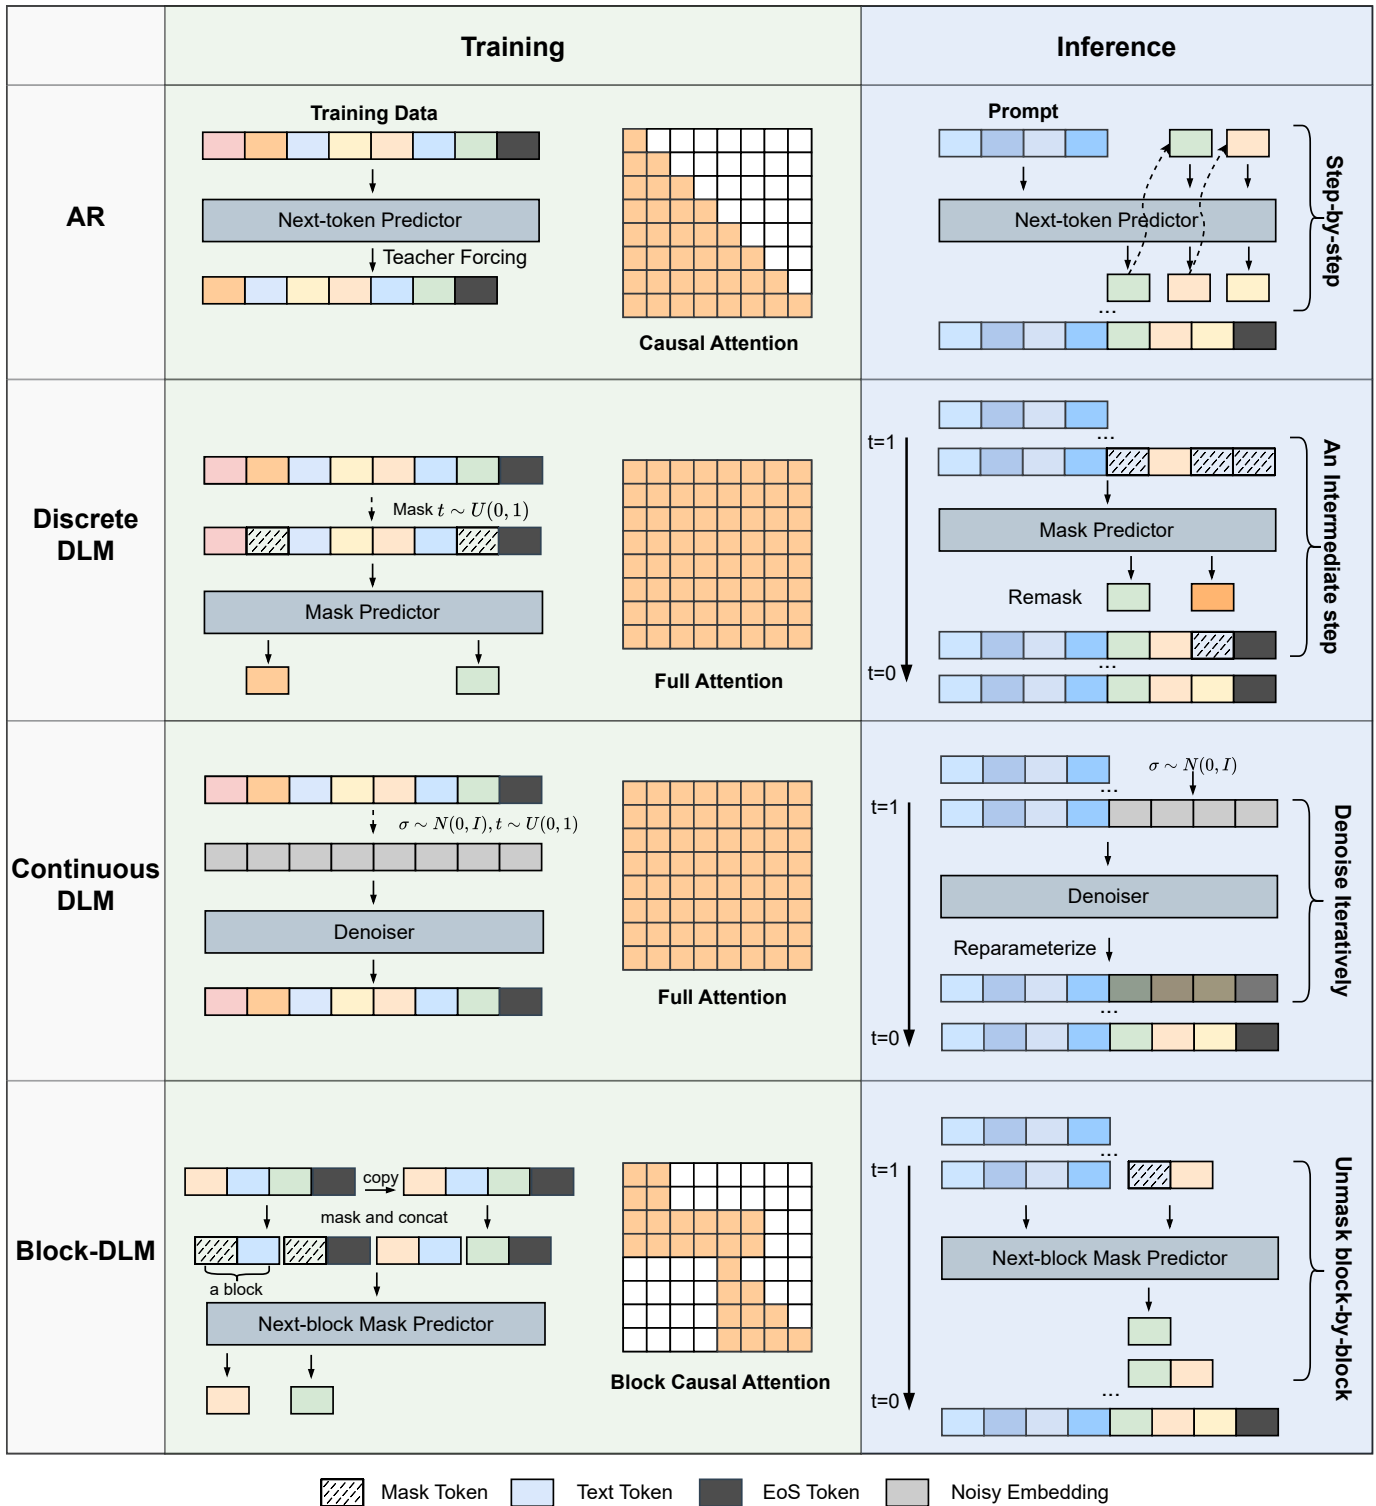 Training
Inference
AR
Training Data
Next-token Predictor
Teacher Forcing
Causal Attention
Prompt
Next-token Predictor
...
Step-by-step
Discrete
DLM
Mask t ∼ U(0, 1)
Mask Predictor
Full Attention
t=1
...
Mask Predictor
Remask
...
t=0
An Intermediate step
Continuous
DLM
σ ∼ N(0, I), t ∼ U(0, 1)
Denoiser
Full Attention
σ ∼ N(0, I)
...
t=1
Denoiser
Reparameterize
...
t=0
Denoise Iteratively
Block-DLM
copy
mask and concat
a block
Next-block Mask Predictor
Block Causal Attention
...
t=1
Next-block Mask Predictor
...
t=0
Unmask block-by-block
Mask Token
Text Token
EoS Token
Noisy Embedding